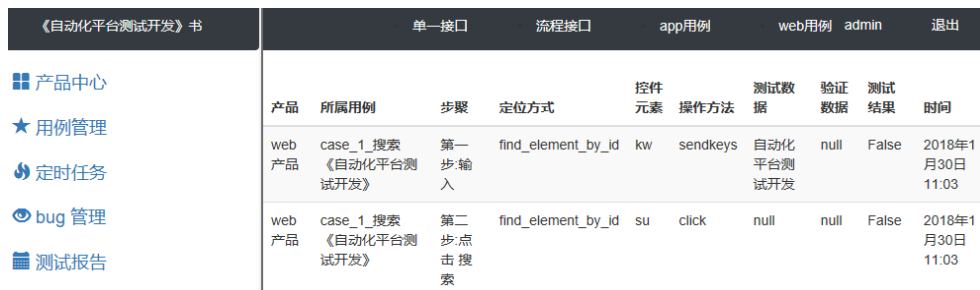 《自动化平台测试开发》书 单一接口 流程接口 app用例 web用例 admin 退出
产品中心
用例管理
定时任务
bug 管理
测试报告
产品 所属用例 步聚 定位方式 控件元素 操作方法 测试数据 验证数据 测试结果 时间
web产品 case_1_搜索《自动化平台测试开发》 第一步:输入 find_element_by_id kw sendkeys 自动化平台测试开发 null False 2018年1月30日 11:03
web产品 case_1_搜索《自动化平台测试开发》 第二步:点击 搜索 find_element_by_id su click null null False 2018年1月30日 11:03